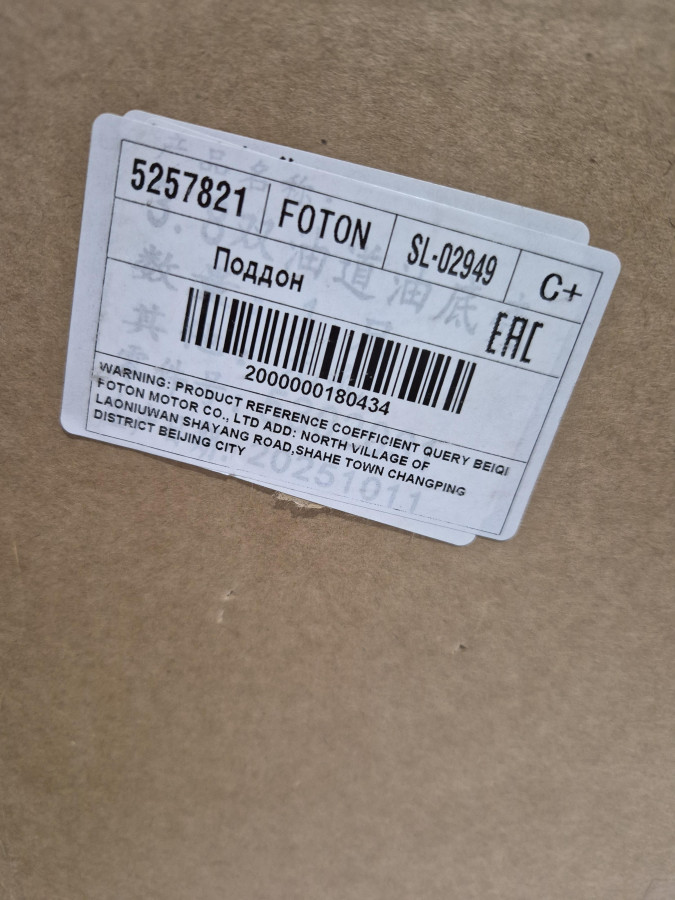 5257821 FOTON SL-02949 C+
Поддон
EAC
2000000180434
WARNING: PRODUCT REFERENCE COEFFICIENT QUERY BEIQI
FOTON MOTOR CO., LTD ADD: NORTH VILLAGE OF
LAONIUWAN SHAYANG ROAD,SHAHE TOWN CHANGPING
DISTRICT BEIJING CITY
20251011